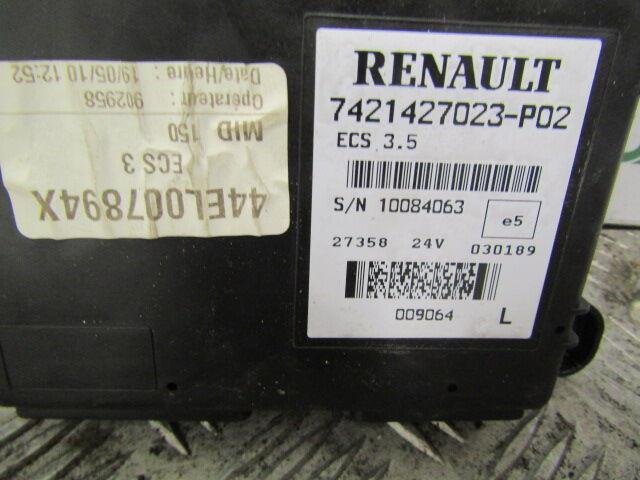 44EL007894X
ECS 3
MID 150
Opérateur : 902958
Date/Heure : 19/05/10 12:52
RENAULT
7421427023-P02
ECS 3.5
S/N 10084063
e5
27358 24V 030189
009064 L